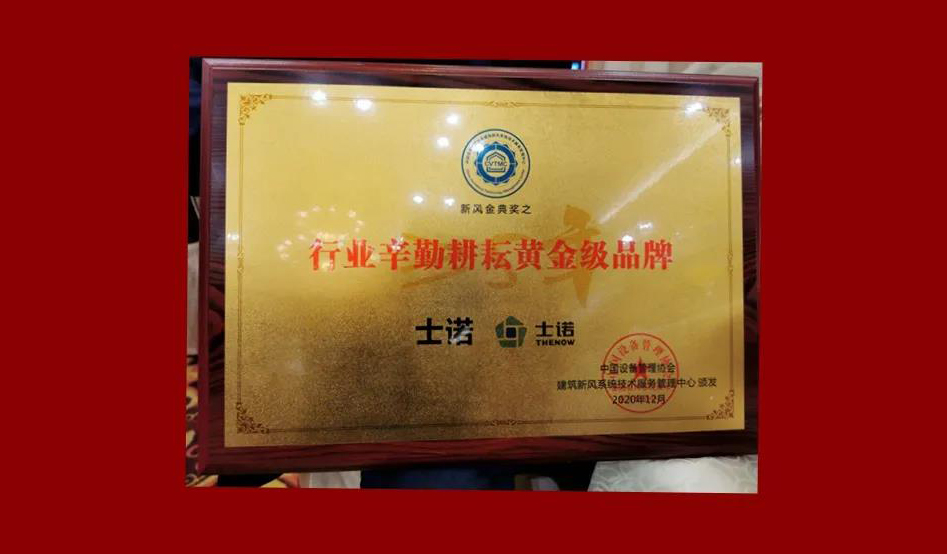 CVTMC
新风金典奖之
行业辛勤耕耘黄金级品牌
士诺
士诺
THENOW
中国设备管理协会
建筑新风系统技术服务管理中心 颁发
2020年12月